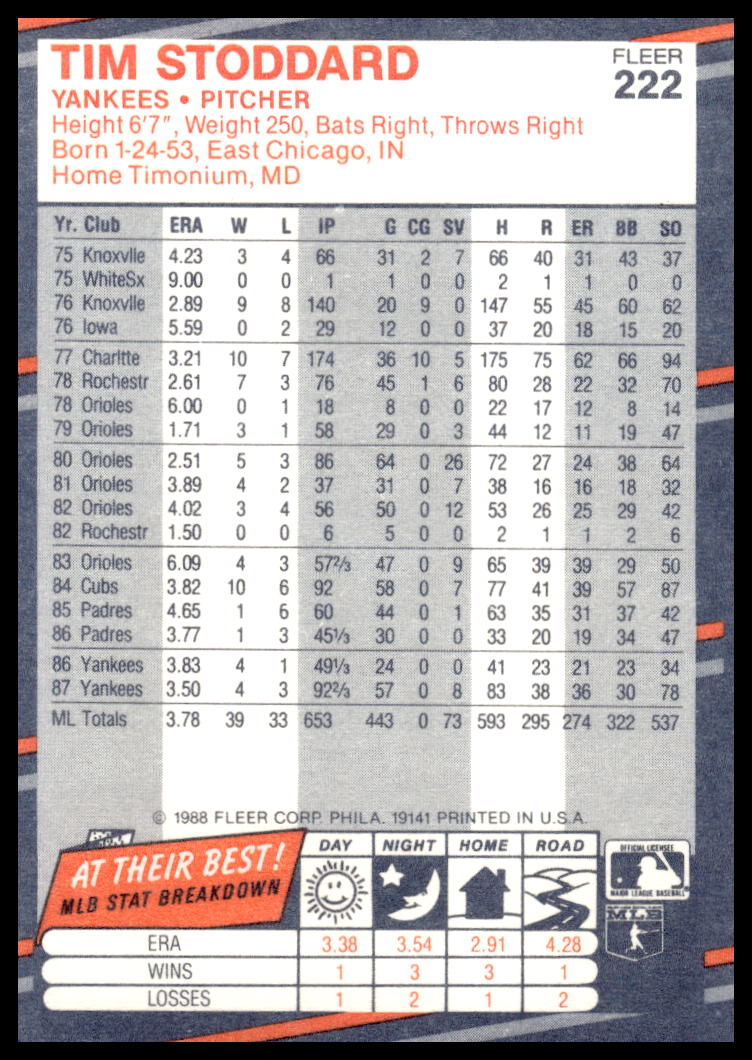 TIM STODDARD
FLEER
222
YANKEES • PITCHER
Height 6'7", Weight 250, Bats Right, Throws Right
Born 1-24-53, East Chicago, IN
Home Timonium, MD
Yr. Club ERA W L IP G CG SV H R ER BB SO
75 Knoxvlle 4.23 3 4 66 31 2 7 66 40 31 43 37
75 WhiteSx 9.00 0 0 1 1 0 0 2 1 1 0 0
76 Knoxvlle 2.89 9 8 140 20 9 0 147 55 45 60 62
76 Iowa 5.59 0 2 29 12 0 0 37 20 18 15 20
77 Charltte 3.21 10 7 174 36 10 5 175 75 62 66 94
78 Rochestr 2.61 7 3 76 45 1 6 80 28 22 32 70
78 Orioles 6.00 0 1 18 8 0 0 22 17 12 8 14
79 Orioles 1.71 3 1 58 29 0 3 44 12 11 19 47
80 Orioles 2.51 5 3 86 64 0 26 72 27 24 38 64
81 Orioles 3.89 4 2 37 31 0 7 38 16 16 18 32
82 Orioles 4.02 3 4 56 50 0 12 53 26 25 29 42
82 Rochestr 1.50 0 0 6 5 0 0 2 1 1 2 6
83 Orioles 6.09 4 3 57⅔ 47 0 9 65 39 39 29 50
84 Cubs 3.82 10 6 92 58 0 7 77 41 39 57 87
85 Padres 4.65 1 6 60 44 0 1 63 35 31 37 42
86 Padres 3.77 1 3 45⅓ 30 0 0 33 20 19 34 47
86 Yankees 3.83 4 1 49⅓ 24 0 0 41 23 21 23 34
87 Yankees 3.50 4 3 92⅔ 57 0 8 83 38 36 30 78
ML Totals 3.78 39 33 653 443 0 73 593 295 274 322 537
© 1988 FLEER CORP. PHILA. 19141 PRINTED IN U.S.A.
AT THEIR BEST!
MLB STAT BREAKDOWN
DAY NIGHT HOME ROAD
OFFICIAL LICENSEE
MAJOR LEAGUE BASEBALL
MLB
ERA 3.38 3.54 2.91 4.28
WINS 1 3 3 1
LOSSES 1 2 1 2